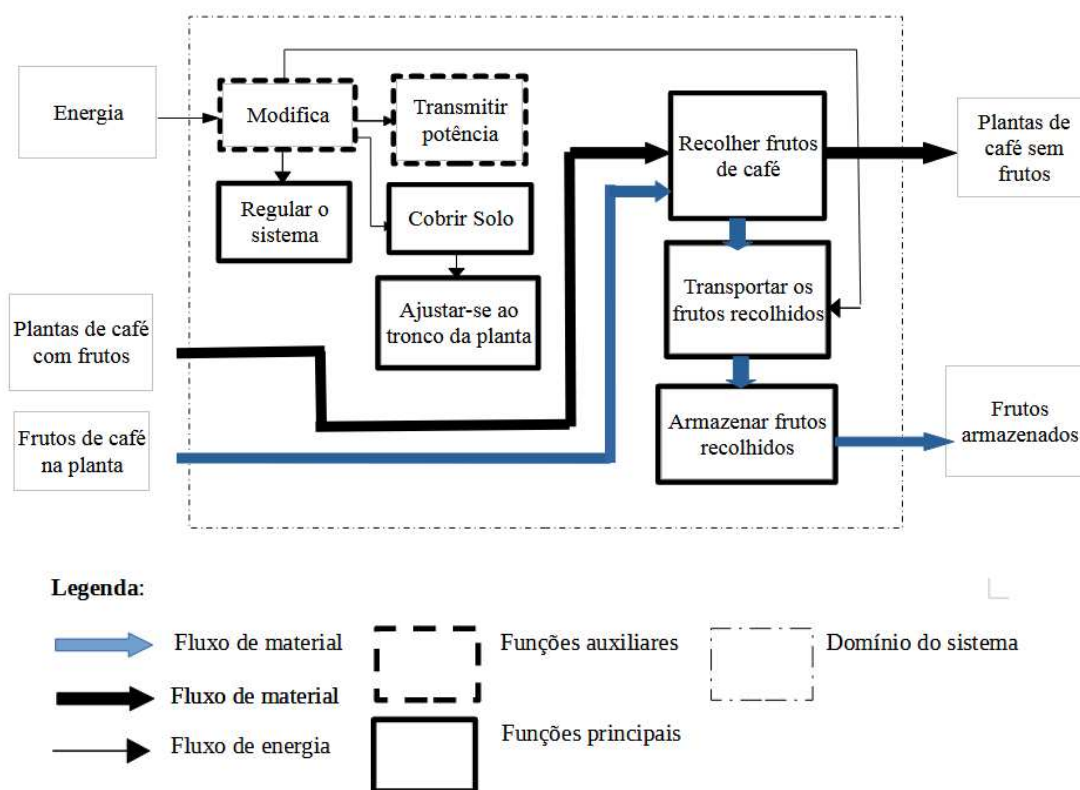 Energia
Modifica
Transmitir
potência
Regular o
sistema
Cobrir Solo
Ajustar-se ao
tronco da planta
Recolher frutos
de café
Transportar os
frutos recolhidos
Armazenar frutos
recolhidos
Plantas de
café sem
frutos
Plantas de café
com frutos
Frutos de café
na planta
Frutos
armazenados
Legenda:
Fluxo de material
Funções auxiliares
Domínio do sistema
Fluxo de material
Fluxo de energia
Funções principais